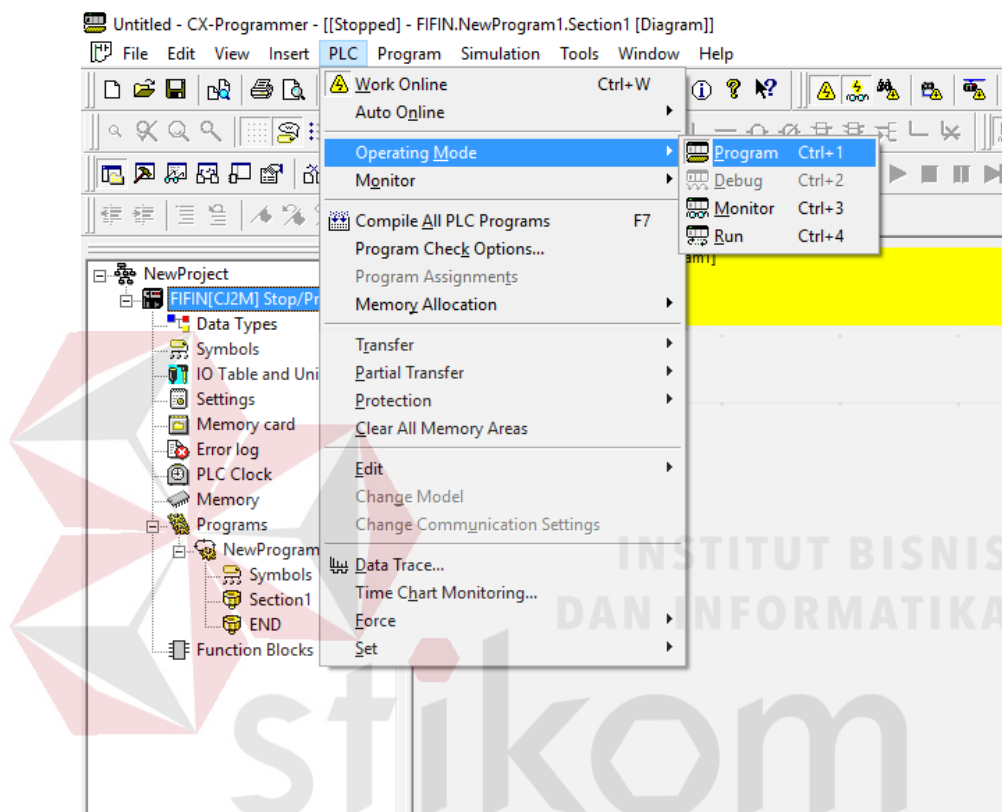 Untitled - CX-Programmer - [[Stopped] - FIFIN.NewProgram1.Section1 [Diagram]]
File Edit View Insert PLC Program Simulation Tools Window Help
Work Online Ctrl+W
Auto Online
Operating Mode
Monitor
Compile All PLC Programs F7
Program Check Options...
Program Assignments
Memory Allocation
Transfer
Partial Transfer
Protection
Clear All Memory Areas
Edit
Change Model
Change Communication Settings
Data Trace...
Time Chart Monitoring...
Force
Set
Program Ctrl+1
Debug Ctrl+2
Monitor Ctrl+3
Run Ctrl+4
am1]
NewProject
FIFIN[CJ2M] Stop/Pr
Data Types
Symbols
IO Table and Uni
Settings
Memory card
Error log
PLC Clock
Memory
Programs
NewProgram
Symbols
Section1
END
Function Blocks
INSTITUT BISNIS
DAN INFORMATIKA
stikom